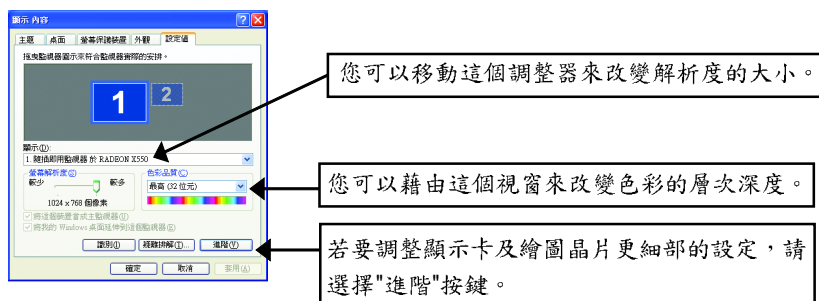 顯示 內容
主題 桌面 螢幕保護裝置 外觀 設定值
拖曳監視器圖示來符合監視器實際的安排。
1 2
顯示(D):
1. 隨插即用監視器 於 RADEON X550
螢幕解析度(S)
較少 較多
1024 x 768 個像素
色彩品質(C)
最高 (32 位元)
將這個裝置當成主監視器(U)
將我的 Windows 桌面延伸到這個監視器(E)
識別(I) 疑難排解(T)... 進階(V)
確定 取消 套用(A)
您可以移動這個調整器來改變解析度的大小。
您可以藉由這個視窗來改變色彩的層次深度。
若要調整顯示卡及繪圖晶片更細部的設定，請
選擇"進階"按鍵。